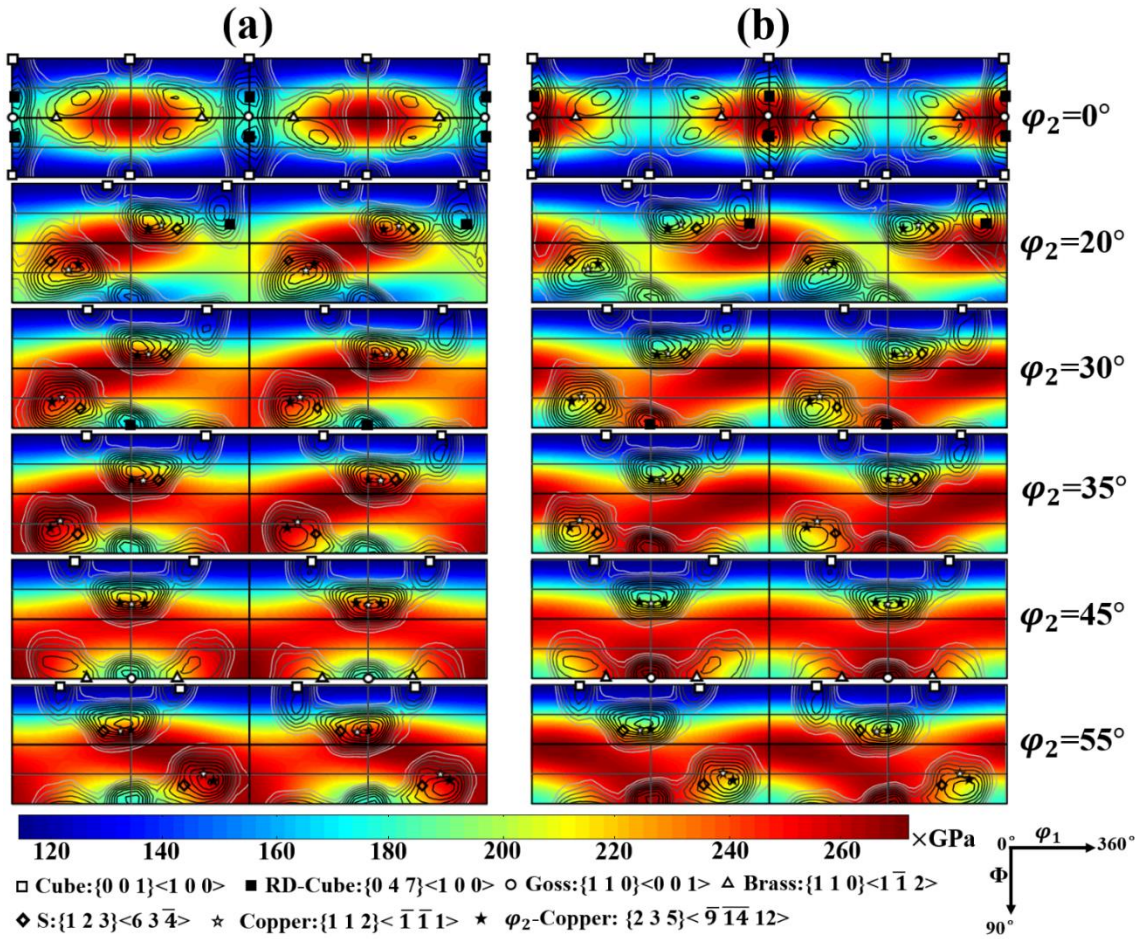 (a) (b)
φ₂=0°
φ₂=20°
φ₂=30°
φ₂=35°
φ₂=45°
φ₂=55°
120 140 160 180 200 220 240 260 ×GPa
0° φ₁ 360°
Φ
90°
□ Cube:{0 0 1}<1 0 0> ■ RD-Cube:{0 4 7}<1 0 0> ○ Goss:{1 1 0}<0 0 1> △ Brass:{1 1 0}<1 1̅ 2>
◇ S:{1 2 3}<6 3 4̅> ☆ Copper:{1 1 2}<1̅ 1̅ 1> ★ φ₂-Copper: {2 3 5}<9̅ 1̅4̅ 12>